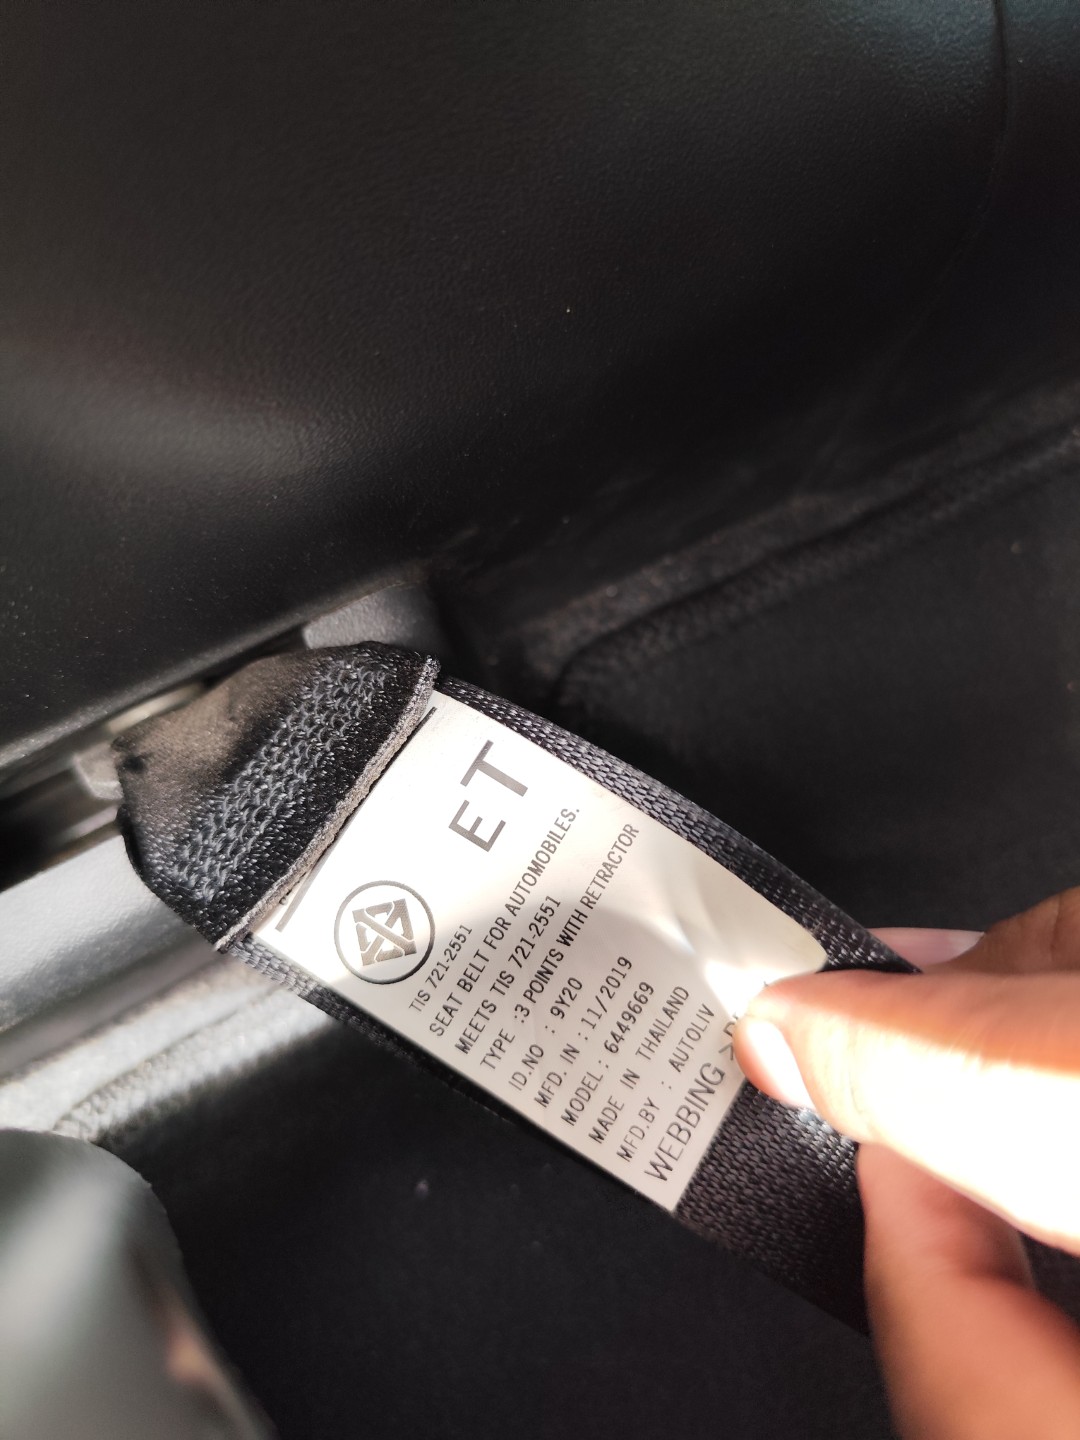 ET
TIS 721-2551
SEAT BELT FOR AUTOMOBILES.
MEETS TIS 721-2551
TYPE :3 POINTS WITH RETRACTOR
ID.NO : 9Y20
MFD. IN : 11/2019
MODEL : 6449669
MADE IN THAILAND
MFD.BY : AUTOLIV
WEBBING